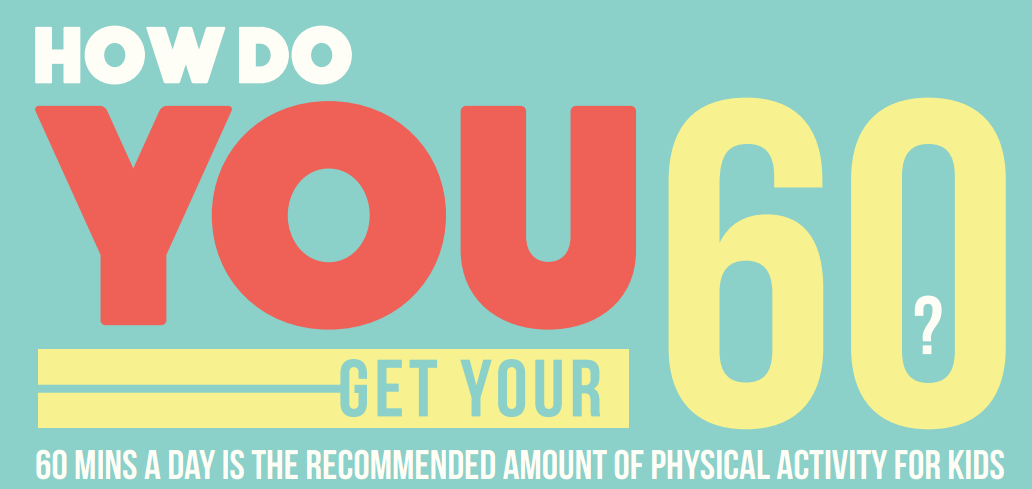 HOW DO
YOU 60?
GET YOUR
60 MINS A DAY IS THE RECOMMENDED AMOUNT OF PHYSICAL ACTIVITY FOR KIDS